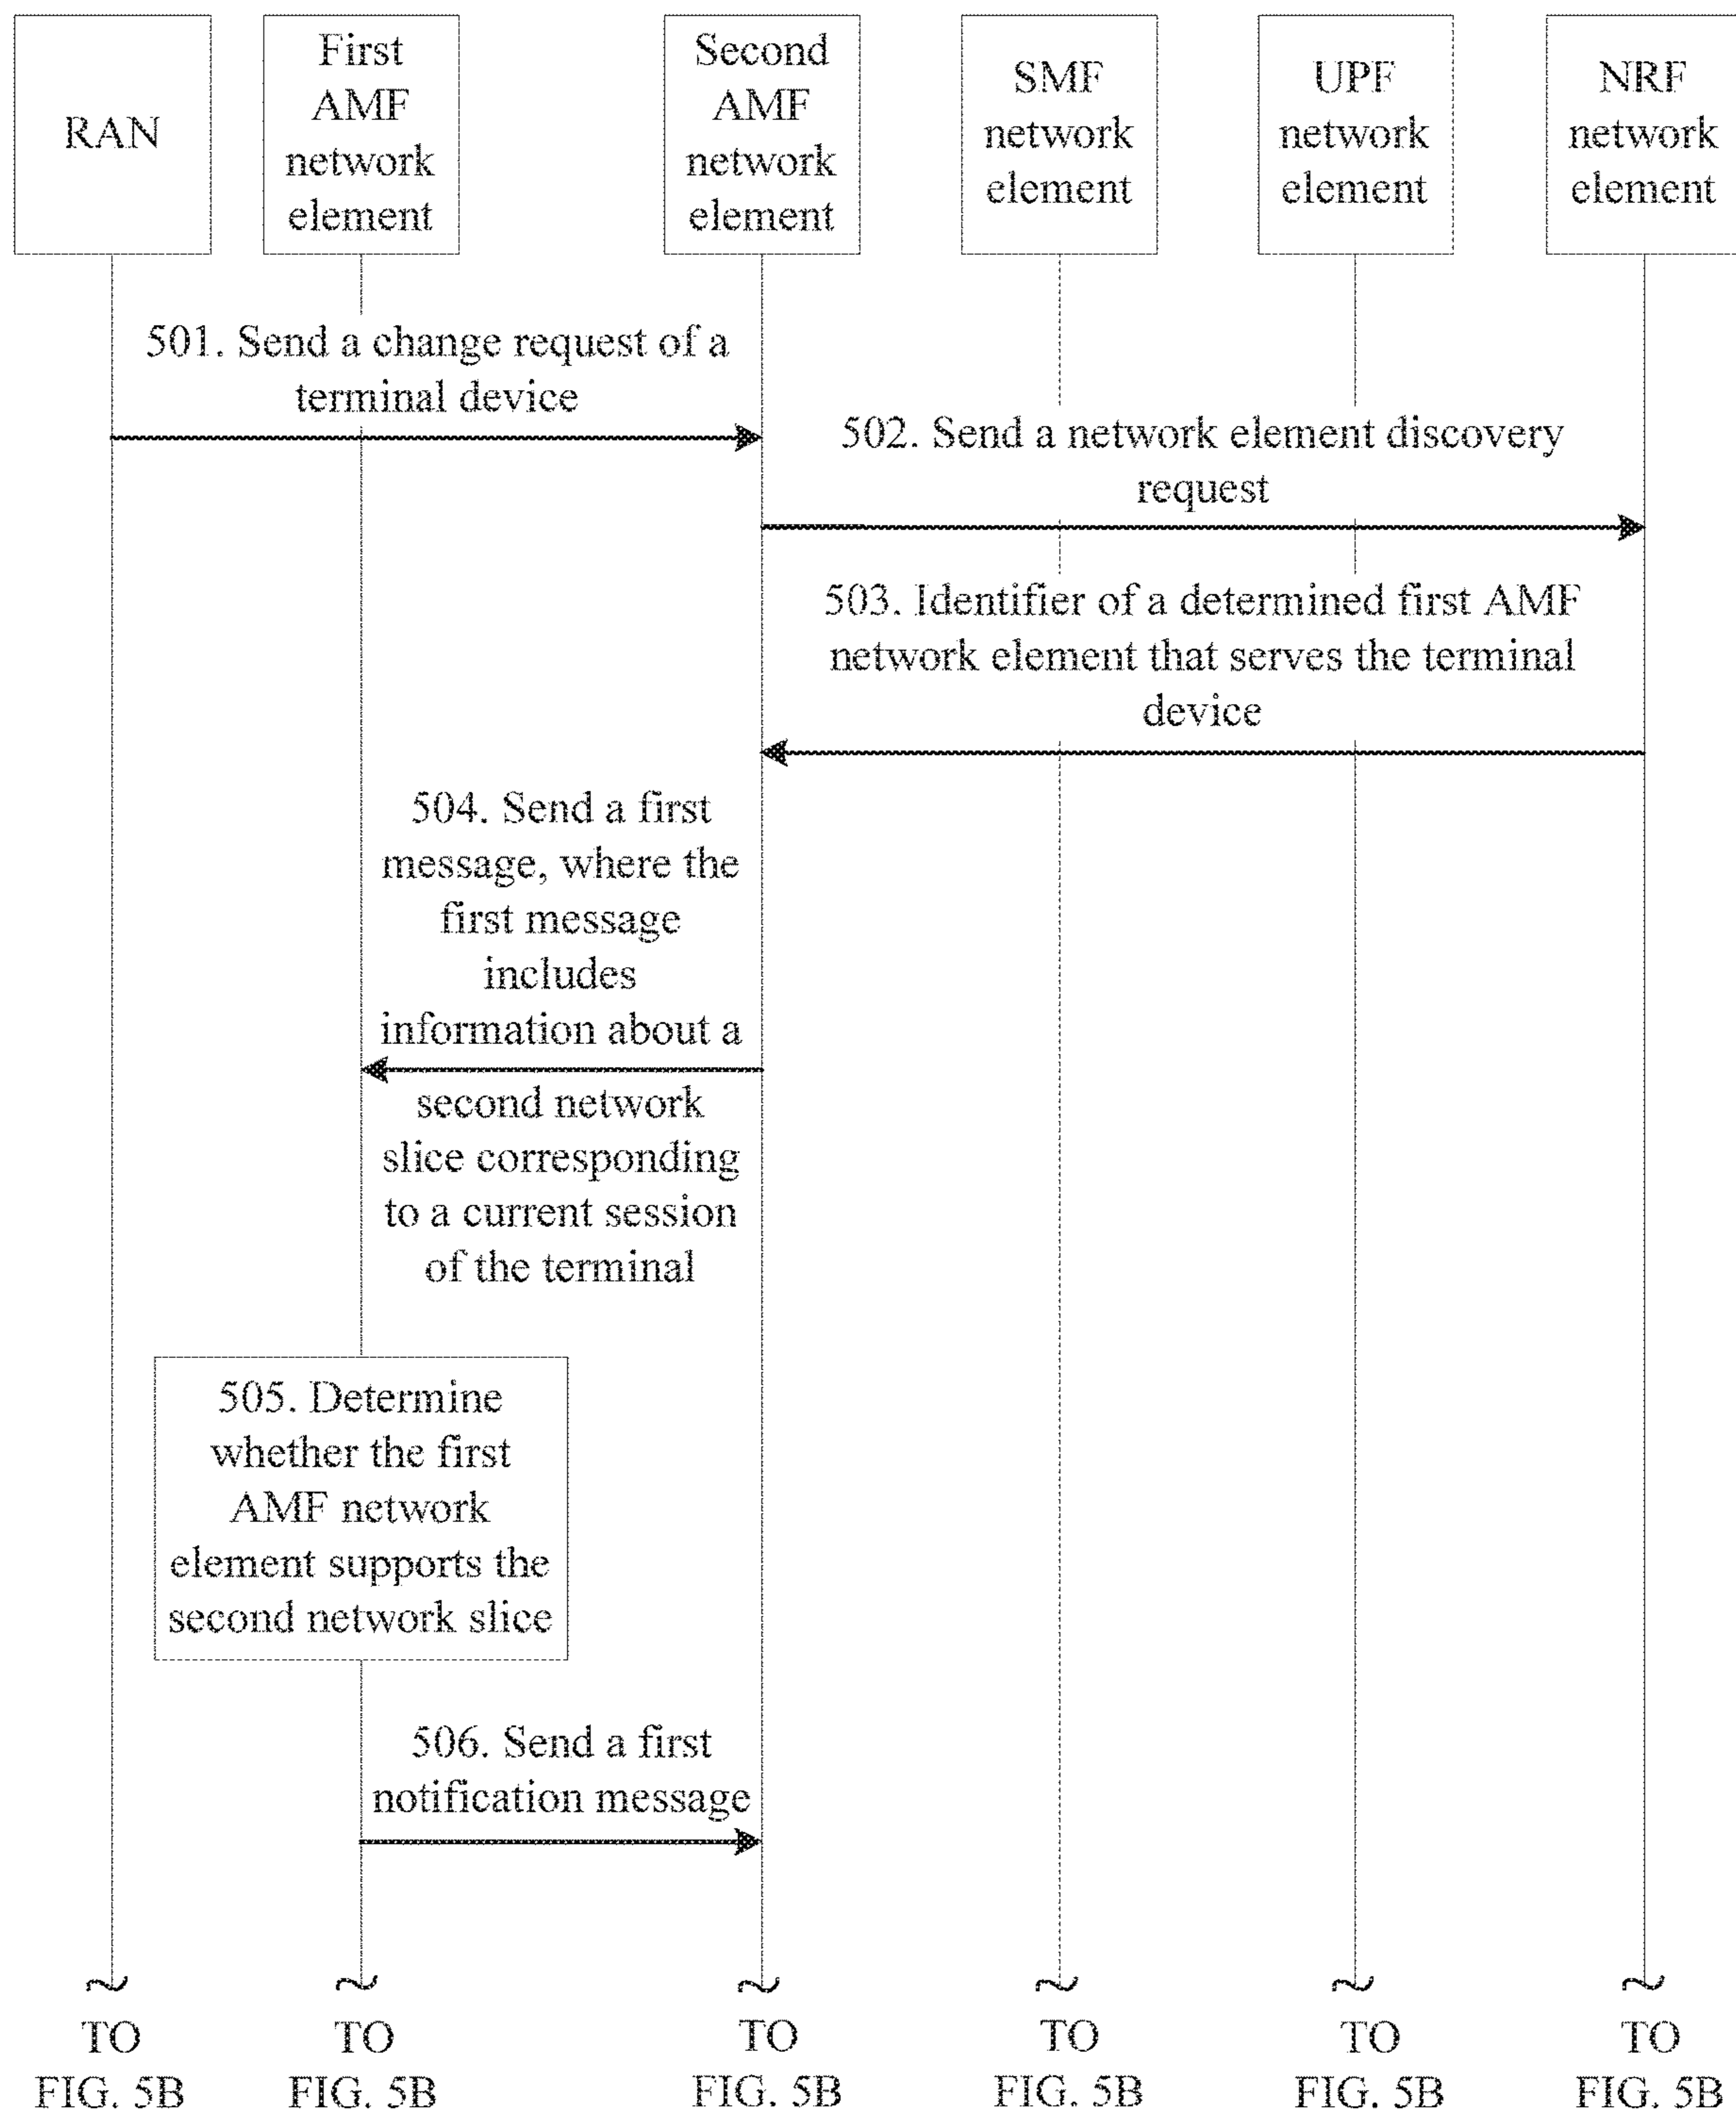 RAN
First
AMF
network
element
Second
AMF
network
element
SMF
network
element
UPF
network
element
NRF
network
element
501. Send a change request of a
terminal device
502. Send a network element discovery
request
503. Identifier of a determined first AMF
network element that serves the terminal
device
504. Send a first
message, where the
first message
includes
information about a
second network
slice corresponding
to a current session
of the terminal
505. Determine
whether the first
AMF network
element supports the
second network slice
506. Send a first
notification message
TO
FIG. 5B
TO
FIG. 5B
TO
FIG. 5B
TO
FIG. 5B
TO
FIG. 5B
TO
FIG. 5B